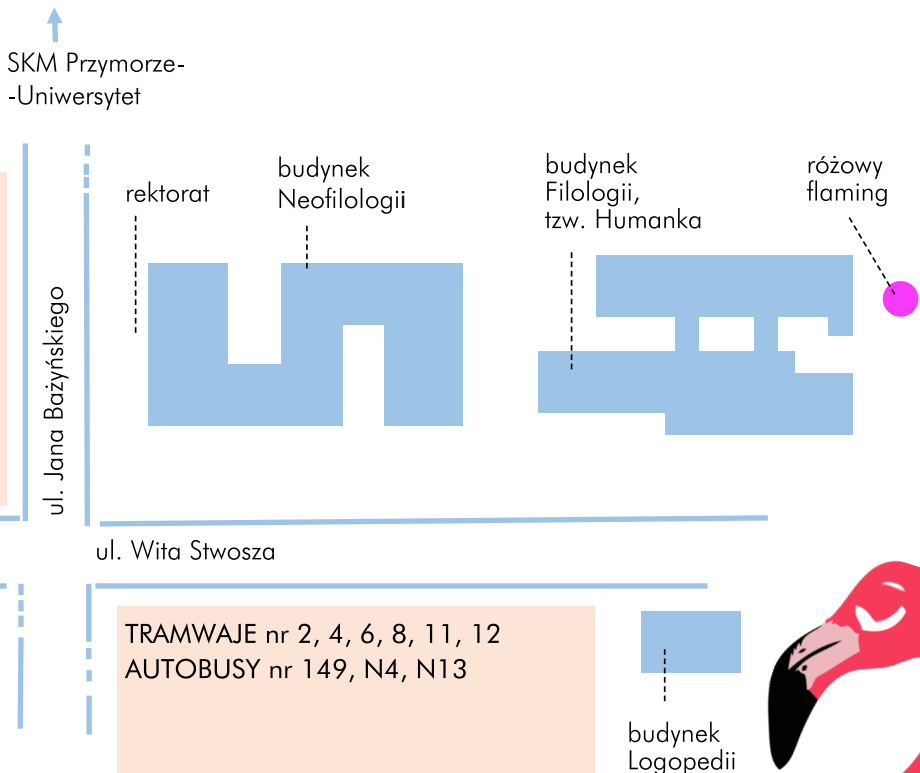 SKM Przymorze-
-Uniwersytet
rektorat
budynek
Neofilologii
budynek
Filologii,
tzw. Humanka
różowy
flaming
ul. Jana Bażyńskiego
ul. Wita Stwosza
TRAMWAJE nr 2, 4, 6, 8, 11, 12
AUTOBUSY nr 149, N4, N13
budynek
Logopedii